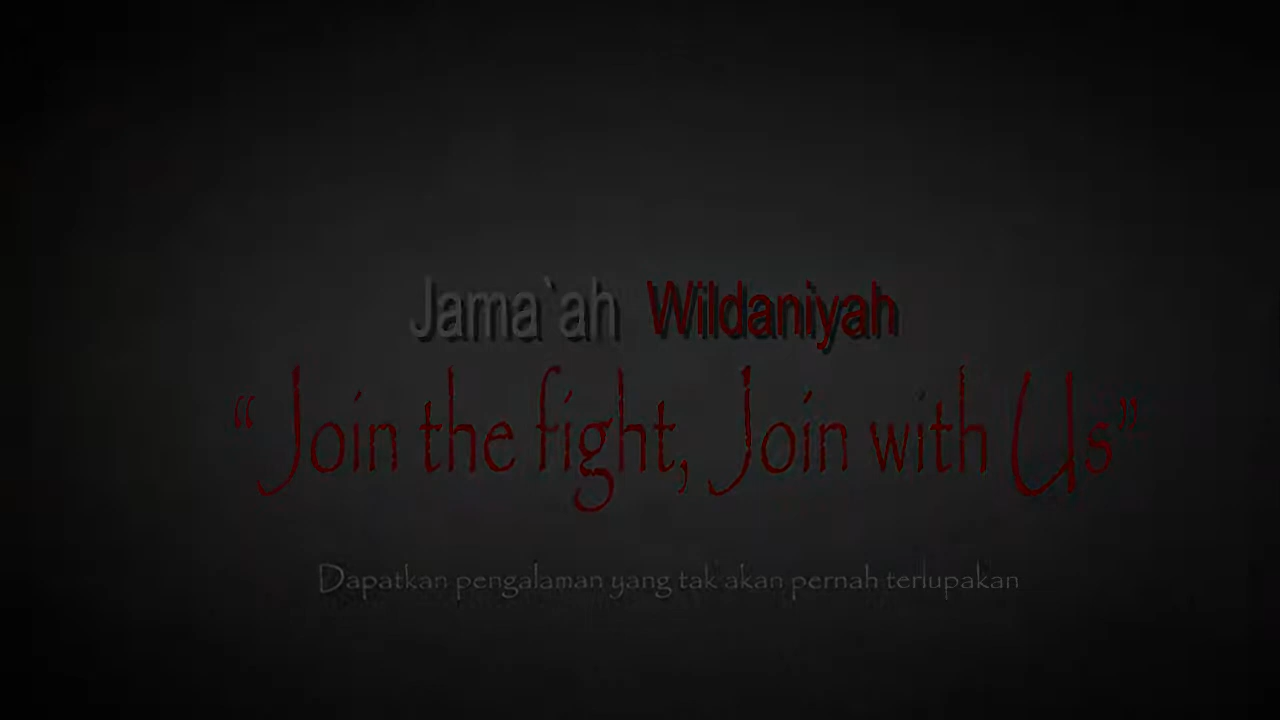 Jama`ah Wildaniyah
“Join the fight, Join with Us”
Dapatkan pengalaman yang tak akan pernah terlupakan